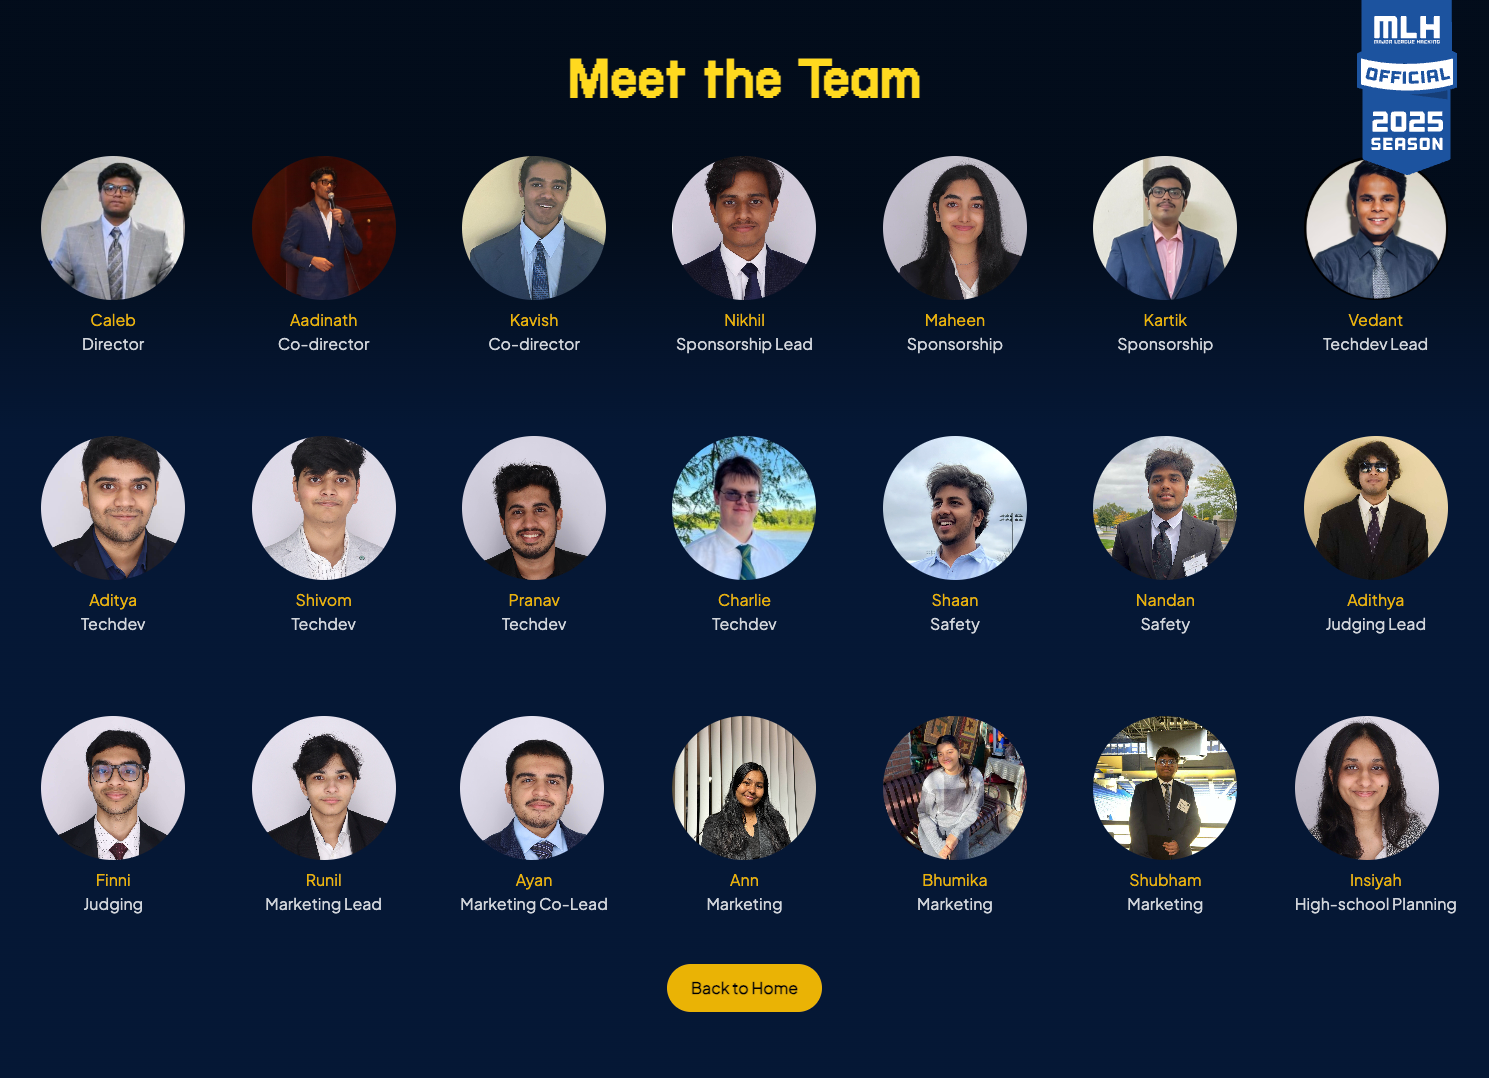 MLH
MAJOR LEAGUE HACKING
OFFICIAL
2025
SEASON
Meet the Team
Caleb
Director
Aadinath
Co-director
Kavish
Co-director
Nikhil
Sponsorship Lead
Maheen
Sponsorship
Kartik
Sponsorship
Vedant
Techdev Lead
Aditya
Techdev
Shivom
Techdev
Pranav
Techdev
Charlie
Techdev
Shaan
Safety
Nandan
Safety
Adithya
Judging Lead
Finni
Judging
Runil
Marketing Lead
Ayan
Marketing Co-Lead
Ann
Marketing
Bhumika
Marketing
Shubham
Marketing
Insiyah
High-school Planning
Back to Home